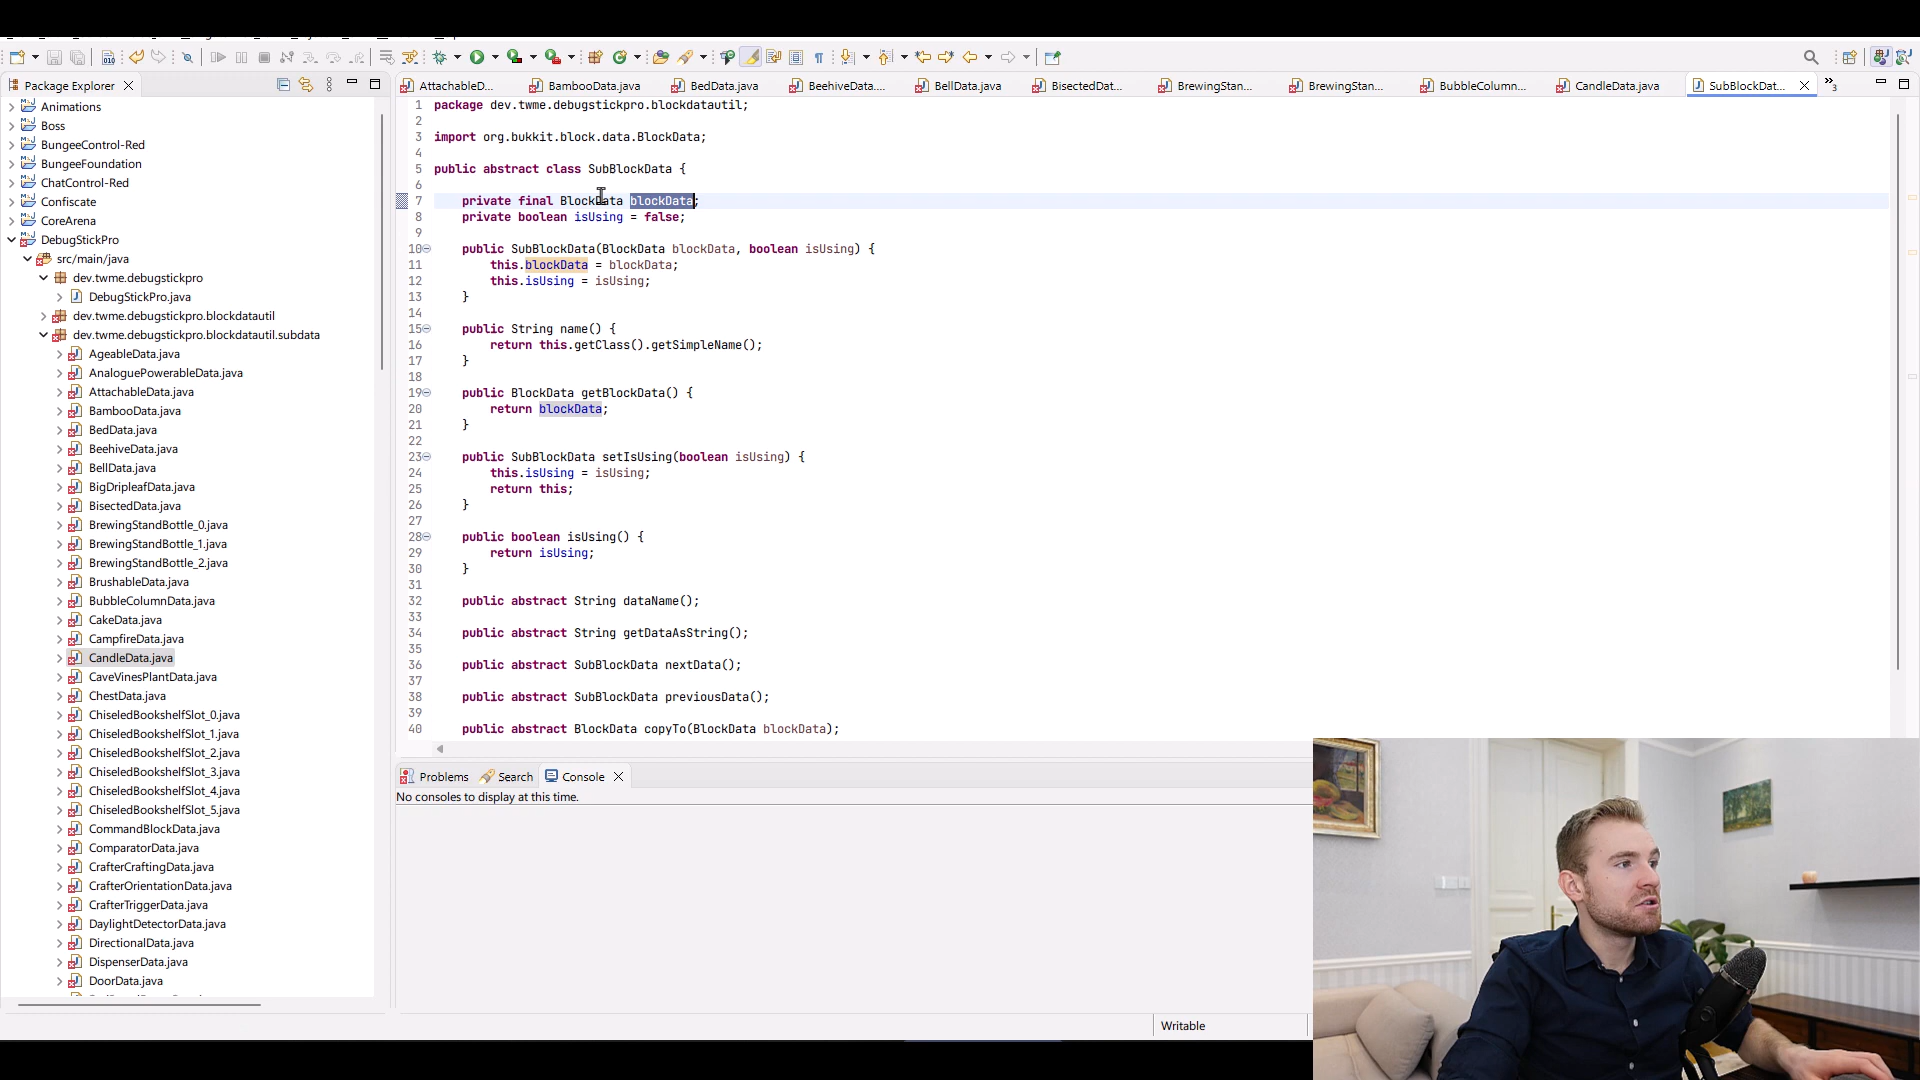 Package Explorer
AttachableD...
BambooData.java
BedData.java
BeehiveData....
BellData.java
BisectedDat...
BrewingStan...
BrewingStan...
BubbleColumn...
CandleData.java
SubBlockDat...
3
Animations
Boss
BungeeControl-Red
BungeeFoundation
ChatControl-Red
Confiscate
CoreArena
DebugStickPro
src/main/java
dev.twme.debugstickpro
DebugStickPro.java
dev.twme.debugstickpro.blockdatautil
dev.twme.debugstickpro.blockdatautil.subdata
AgeableData.java
AnaloguePowerableData.java
AttachableData.java
BambooData.java
BedData.java
BeehiveData.java
BellData.java
BigDripleafData.java
BisectedData.java
BrewingStandBottle_0.java
BrewingStandBottle_1.java
BrewingStandBottle_2.java
BrushableData.java
BubbleColumnData.java
CakeData.java
CampfireData.java
CandleData.java
CaveVinesPlantData.java
ChestData.java
ChiseledBookshelfSlot_0.java
ChiseledBookshelfSlot_1.java
ChiseledBookshelfSlot_2.java
ChiseledBookshelfSlot_3.java
ChiseledBookshelfSlot_4.java
ChiseledBookshelfSlot_5.java
CommandBlockData.java
ComparatorData.java
CrafterCraftingData.java
CrafterOrientationData.java
CrafterTriggerData.java
DaylightDetectorData.java
DirectionalData.java
DispenserData.java
DoorData.java
1 package dev.twme.debugstickpro.blockdatautil;
2
3 import org.bukkit.block.data.BlockData;
4
5 public abstract class SubBlockData {
6
7 private final BlockData blockData;
8 private boolean isUsing = false;
9
10 public SubBlockData(BlockData blockData, boolean isUsing) {
11 this.blockData = blockData;
12 this.isUsing = isUsing;
13 }
14
15 public String name() {
16 return this.getClass().getSimpleName();
17 }
18
19 public BlockData getBlockData() {
20 return blockData;
21 }
22
23 public SubBlockData setIsUsing(boolean isUsing) {
24 this.isUsing = isUsing;
25 return this;
26 }
27
28 public boolean isUsing() {
29 return isUsing;
30 }
31
32 public abstract String dataName();
33
34 public abstract String getDataAsString();
35
36 public abstract SubBlockData nextData();
37
38 public abstract SubBlockData previousData();
39
40 public abstract BlockData copyTo(BlockData blockData);
Problems
Search
Console
No consoles to display at this time.
Writable